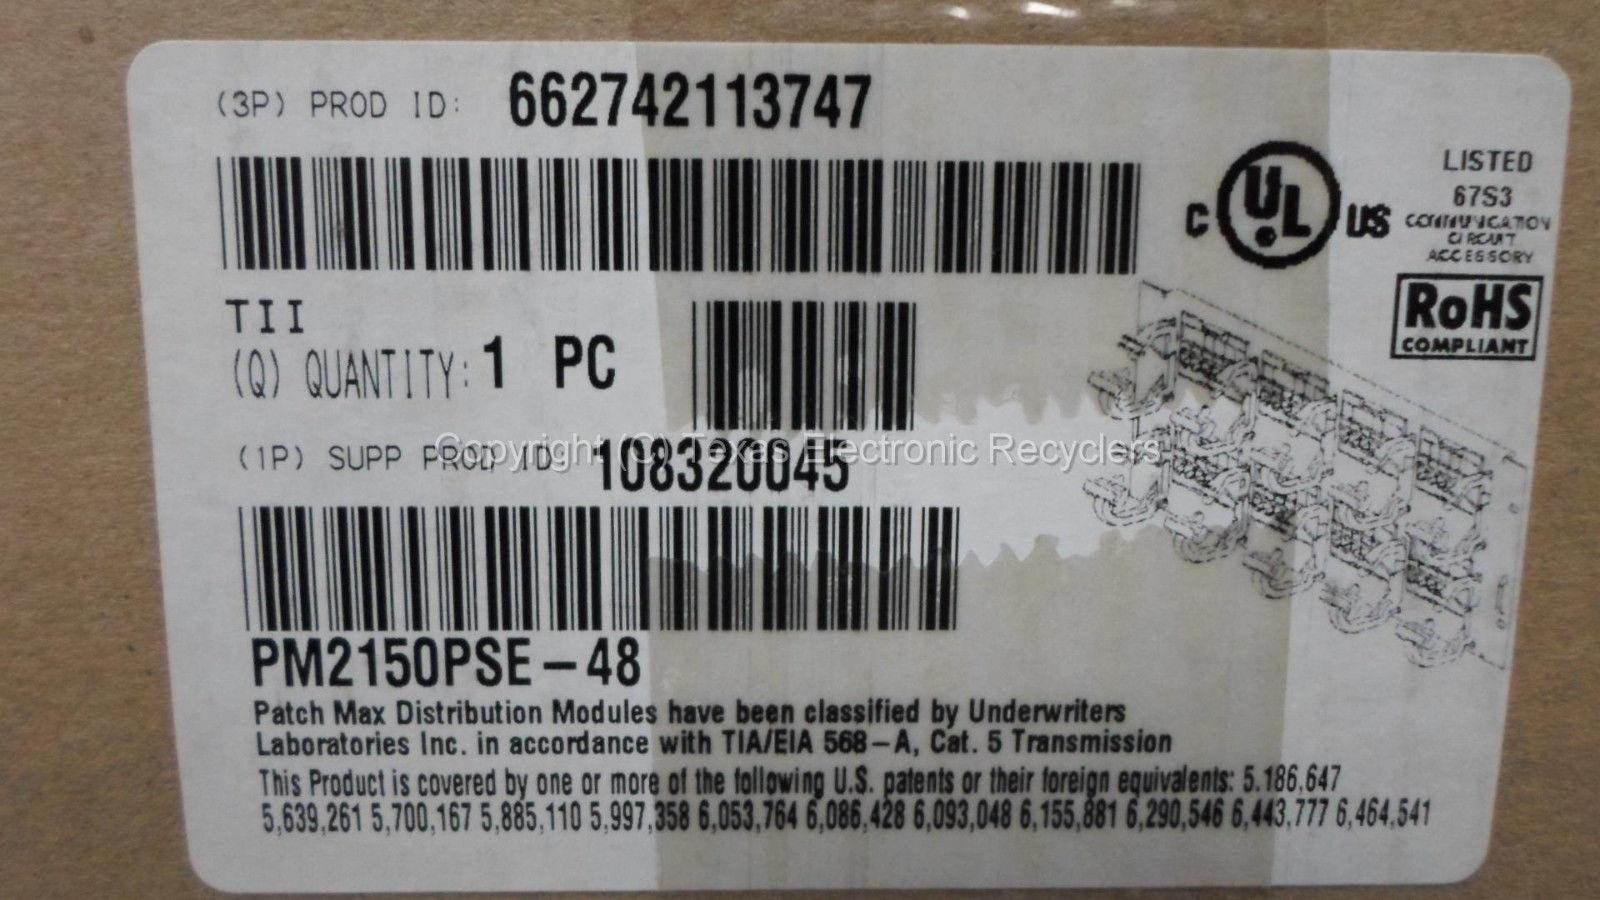 (3P) PROD ID: 662742113747
C UL US
LISTED
67S3
COMMUNICATION
CIRCUIT
ACCESSORY
RoHS
COMPLIANT
TII
(Q) QUANTITY: 1 PC
(1P) SUPP PROD ID 108320045
Copyright (C) Texas Electronic Recyclers
PM2150PSE-48
Patch Max Distribution Modules have been classified by Underwriters
Laboratories Inc. in accordance with TIA/EIA 568-A, Cat. 5 Transmission
This Product is covered by one or more of the following U.S. patents or their foreign equivalents: 5.186,647
5,639,261 5,700,167 5,885,110 5,997,358 6,053,764 6,086,428 6,093,048 6,155,881 6,290,546 6,443,777 6,464,541